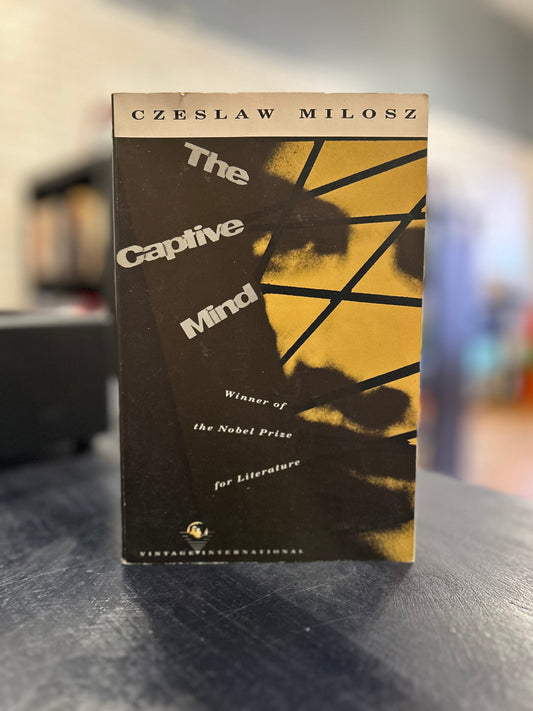 CZESLAW MILOSZ
The
Captive
Mind
Winner of
the Nobel Prize
for Literature
VINTAGE INTERNATIONAL